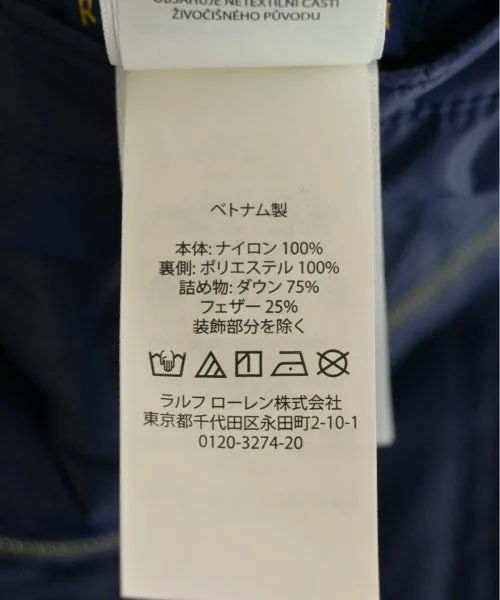 OBSAHUJE NETEXTILNÍ ČÁSTI
ŽIVOČIŠNÉHO PŮVODU
R
ベトナム製
本体: ナイロン 100%
裏側: ポリエステル 100%
詰め物: ダウン 75%
フェザー 25%
装飾部分を除く
ラルフ ローレン株式会社
東京都千代田区永田町2-10-1
0120-3274-20